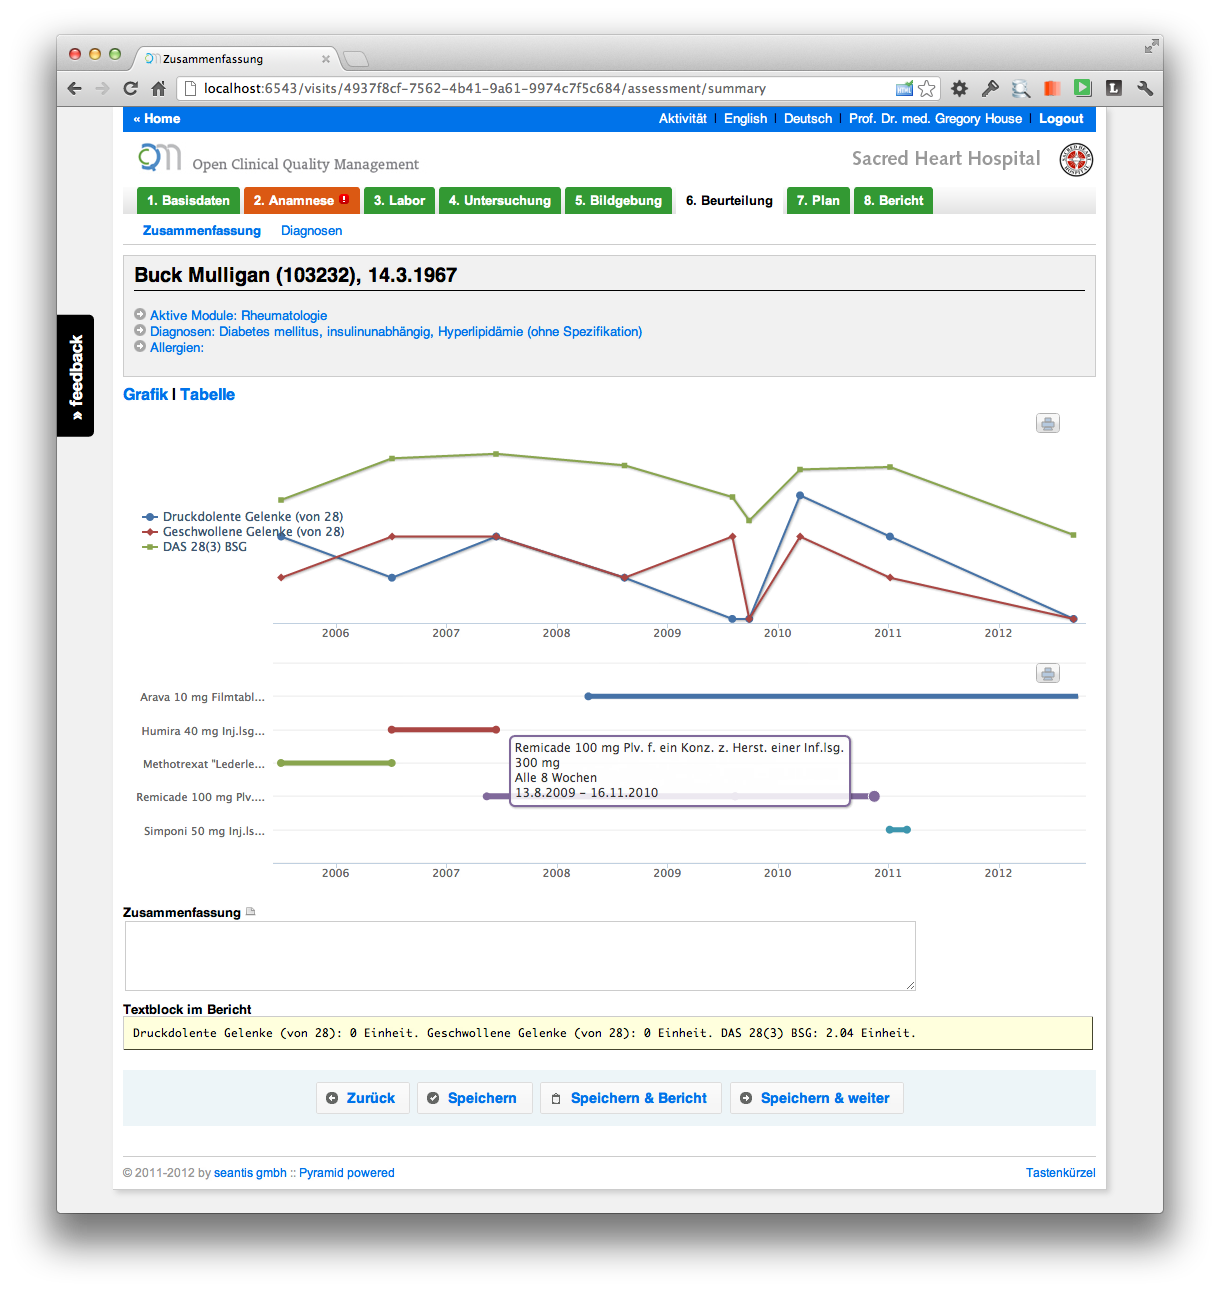 Zusammenfassung
localhost:6543/visits/4937f8cf-7562-4b41-9a61-9974c7f5c684/assessment/summary
« Home
Aktivität | English | Deutsch | Prof. Dr. med. Gregory House | Logout
QM Open Clinical Quality Management
Sacred Heart Hospital
1. Basisdaten 2. Anamnese 3. Labor 4. Untersuchung 5. Bildgebung 6. Beurteilung 7. Plan 8. Bericht
Zusammenfassung Diagnosen
Buck Mulligan (103232), 14.3.1967
Aktive Module: Rheumatologie
Diagnosen: Diabetes mellitus, insulinunabhängig, Hyperlipidämie (ohne Spezifikation)
Allergien:
» feedback
Grafik | Tabelle
Druckdolente Gelenke (von 28)
Geschwollene Gelenke (von 28)
DAS 28(3) BSG
2006 2007 2008 2009 2010 2011 2012
Arava 10 mg Filmtabl...
Humira 40 mg Inj.lsg...
Methotrexat "Lederle...
Remicade 100 mg Plv....
Simponi 50 mg Inj.ls...
Remicade 100 mg Plv. f. ein Konz. z. Herst. einer Inf.lsg.
300 mg
Alle 8 Wochen
13.8.2009 – 16.11.2010
2006 2007 2008 2009 2010 2011 2012
Zusammenfassung
Textblock im Bericht
Druckdolente Gelenke (von 28): 0 Einheit. Geschwollene Gelenke (von 28): 0 Einheit. DAS 28(3) BSG: 2.04 Einheit.
Zurück Speichern Speichern & Bericht Speichern & weiter
© 2011-2012 by seantis gmbh :: Pyramid powered
Tastenkürzel